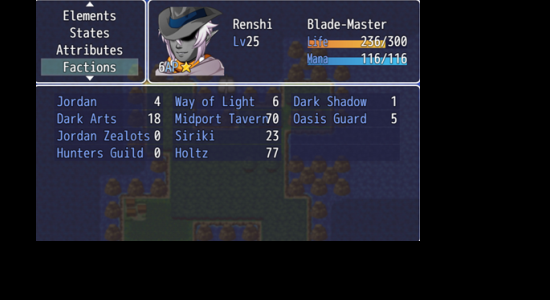 Elements
States
Attributes
Factions
Renshi Blade-Master
Lv25 Life 236/300
6AP Mana 116/116
Jordan 4 Way of Light 6 Dark Shadow 1
Dark Arts 18 Midport Tavern70 Oasis Guard 5
Jordan Zealots 0 Siriki 23
Hunters Guild 0 Holtz 77